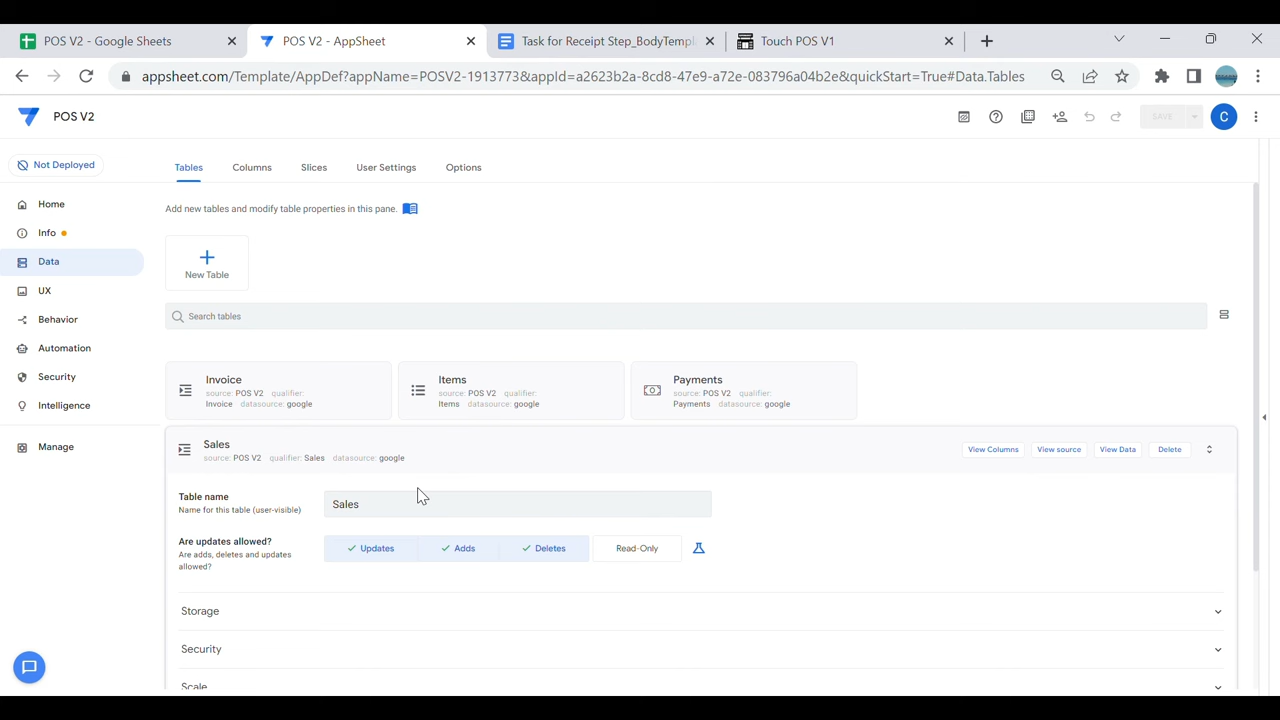 POS V2 - Google Sheets
POS V2 - AppSheet
Task for Receipt Step_BodyTempl
Touch POS V1
appsheet.com/Template/AppDef?appName=POSV2-1913773&appId=a2623b2a-8cd8-47e9-a72e-083796a04b2e&quickStart=True#Data.Tables
POS V2
SAVE
C
Not Deployed
Tables Columns Slices User Settings Options
Home
Info
Data
UX
Behavior
Automation
Security
Intelligence
Manage
Add new tables and modify table properties in this pane.
New Table
Search tables
Invoice
source: POS V2 qualifier:
Invoice datasource: google
Items
source: POS V2 qualifier:
Items datasource: google
Payments
source: POS V2 qualifier:
Payments datasource: google
Sales
source: POS V2 qualifier: Sales datasource: google
View Columns View source View Data Delete
Table name
Name for this table (user-visible)
Sales
Are updates allowed?
Are adds, deletes and updates
allowed?
Updates Adds Deletes Read-Only
Storage
Security
Scale